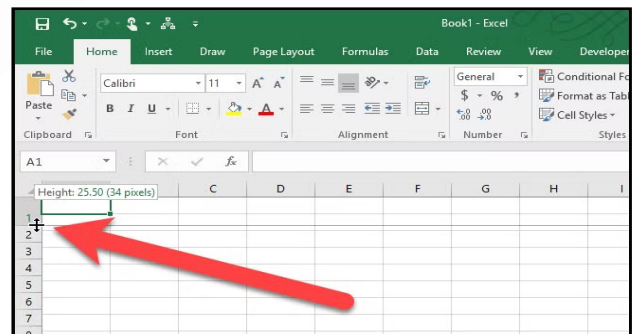 Book1 - Excel
File Home Insert Draw Page Layout Formulas Data Review View Developer
Calibri 11 A A General Conditional Fo
Paste B I U A $ % , Format as Tabl
.00 .0 Cell Styles
Clipboard Font Alignment Number Styles
A1 fx
Height: 25.50 (34 pixels) C D E F G H I
1
2
3
4
5
6
7